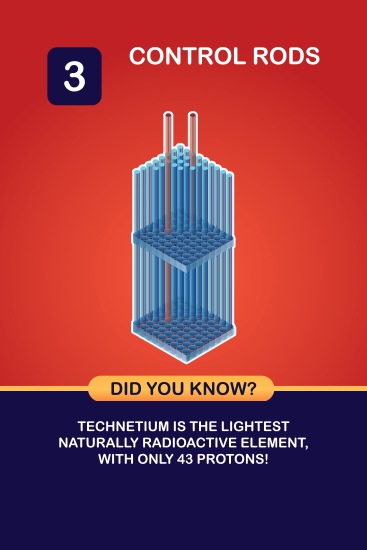 3
CONTROL RODS
DID YOU KNOW?
TECHNETIUM IS THE LIGHTEST
NATURALLY RADIOACTIVE ELEMENT,
WITH ONLY 43 PROTONS!